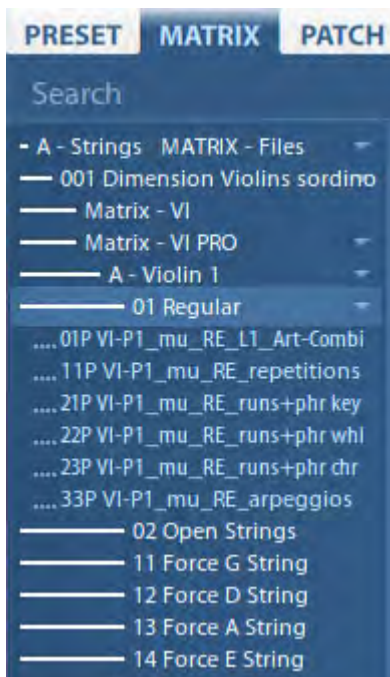 PRESET MATRIX PATCH
Search
- A - Strings MATRIX - Files
001 Dimension Violins sordino
Matrix - VI
Matrix - VI PRO
A - Violin 1
01 Regular
....01P VI-P1_mu_RE_L1_Art-Combi
....11P VI-P1_mu_RE_repetitions
....21P VI-P1_mu_RE_runs+phr key
....22P VI-P1_mu_RE_runs+phr whl
....23P VI-P1_mu_RE_runs+phr chr
....33P VI-P1_mu_RE_arpeggios
02 Open Strings
11 Force G String
12 Force D String
13 Force A String
14 Force E String